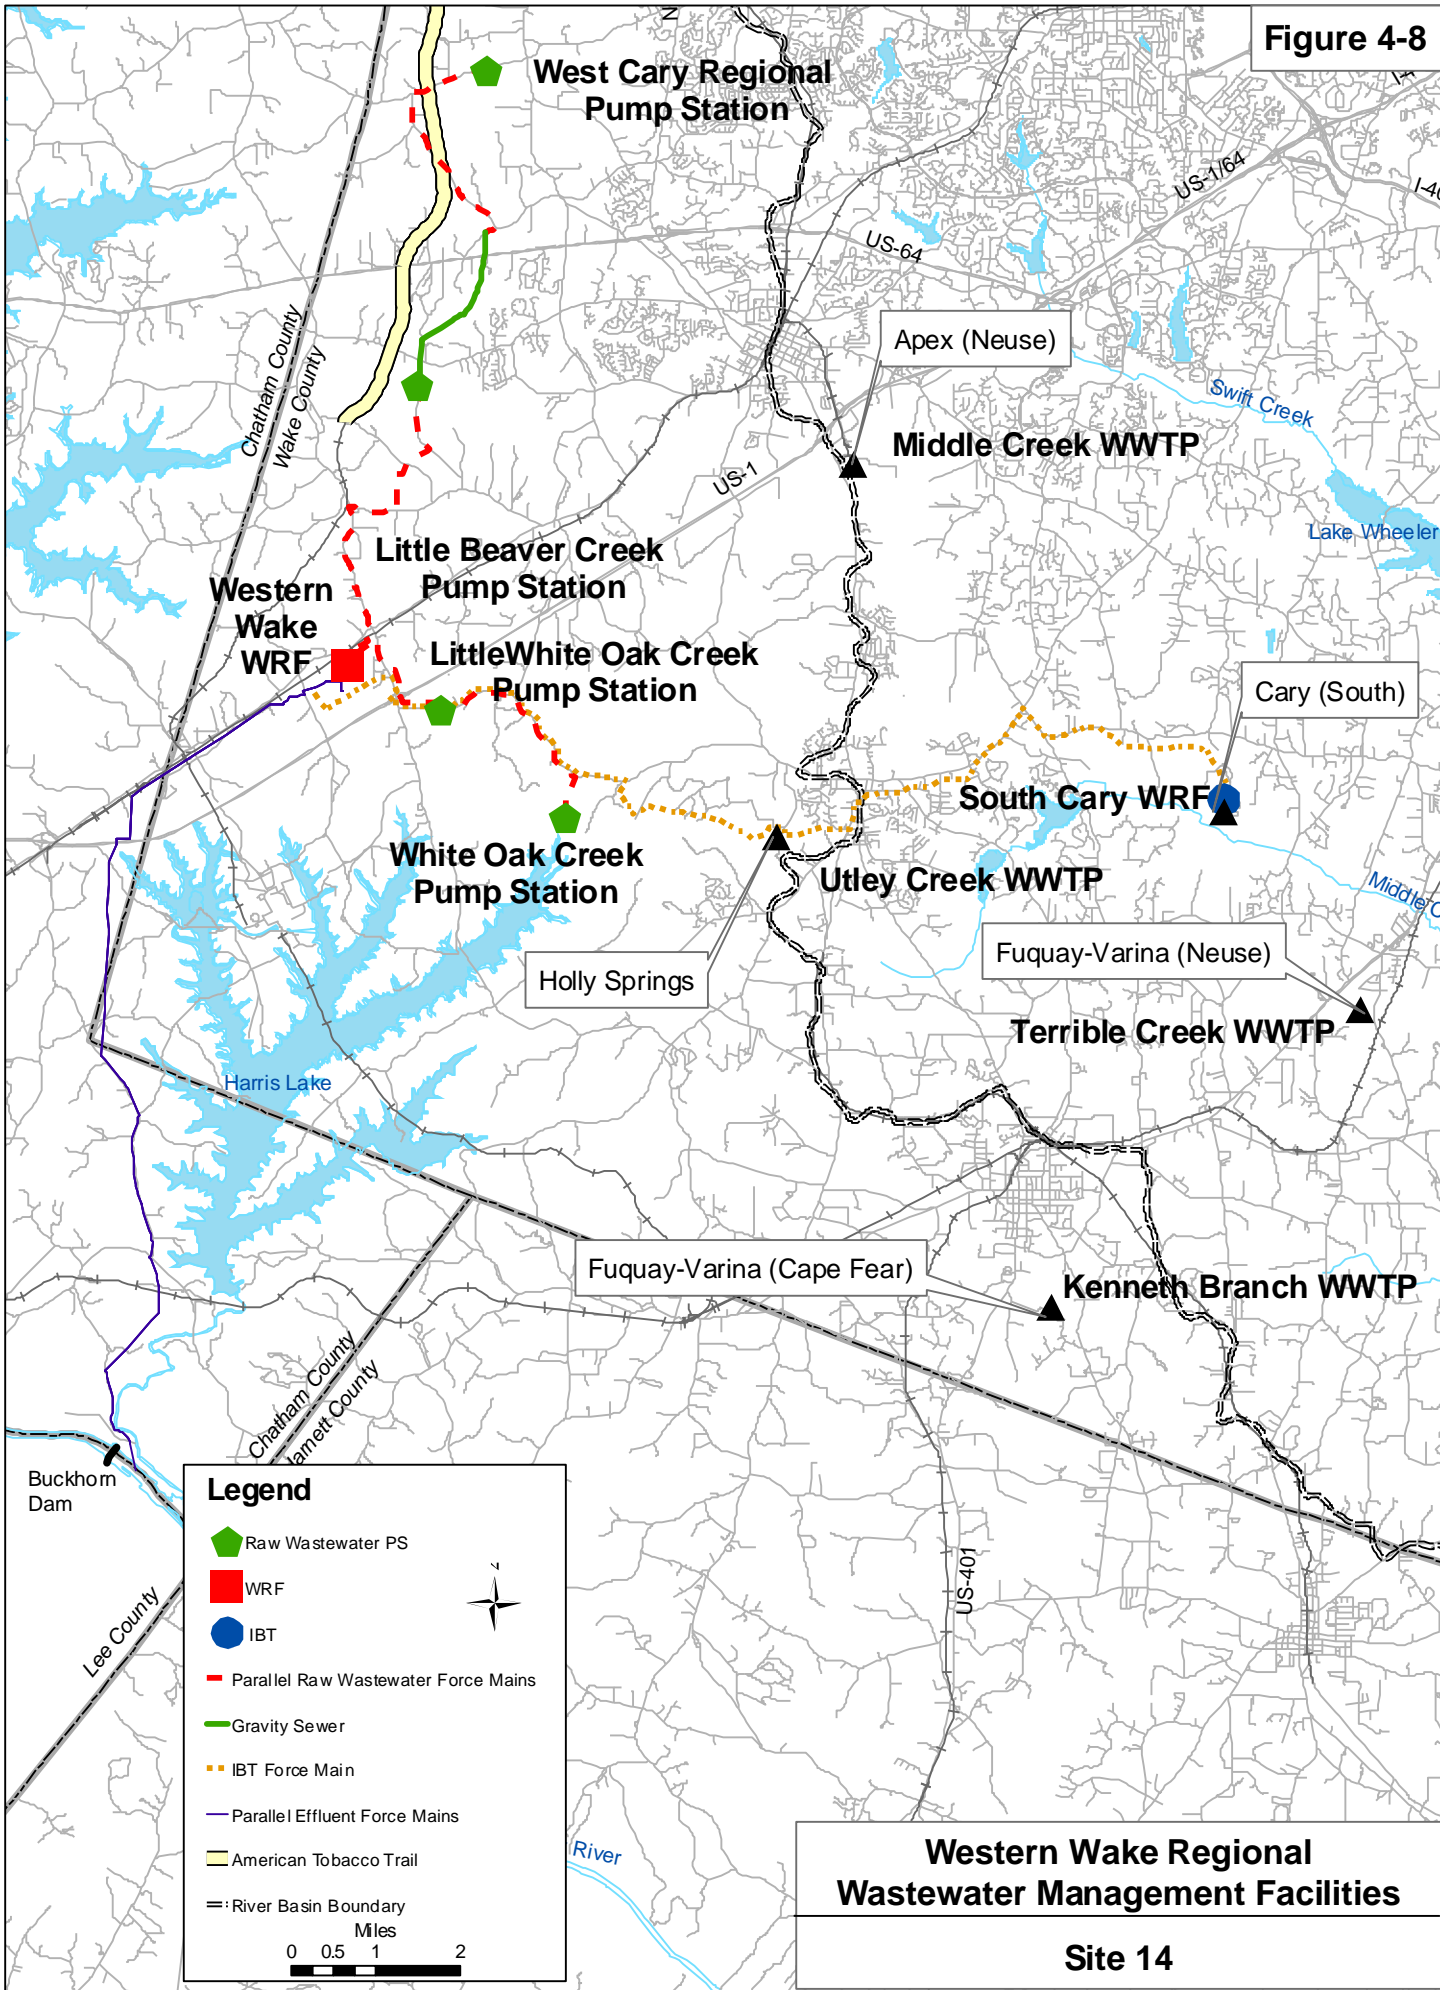 Figure 4-8
N
West Cary Regional
Pump Station
US-1/64
US-64
Chatham County
Wake County
Apex (Neuse)
Swift Creek
Middle Creek WWTP
US-1
Lake Wheeler
Little Beaver Creek
Pump Station
Western
Wake
WRF
LittleWhite Oak Creek
Pump Station
Cary (South)
South Cary WRF
White Oak Creek
Pump Station
Utley Creek WWTP
Middle C
Holly Springs
Fuquay-Varina (Neuse)
Terrible Creek WWTP
Harris Lake
Fuquay-Varina (Cape Fear)
Kenneth Branch WWTP
Chatham County
Harnett County
Buckhorn
Dam
Lee County
US-401
River
Legend
Raw Wastewater PS
WRF
IBT
Parallel Raw Wastewater Force Mains
Gravity Sewer
IBT Force Main
Parallel Effluent Force Mains
American Tobacco Trail
River Basin Boundary
Miles
0 0.5 1 2
N
Western Wake Regional
Wastewater Management Facilities
Site 14